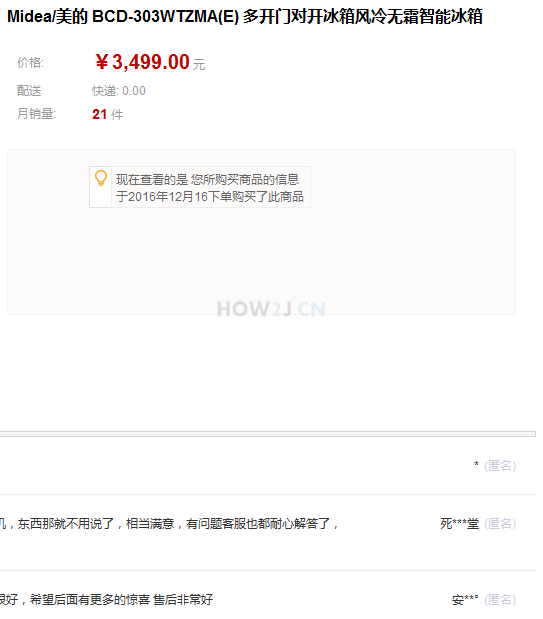 Midea/美的 BCD-303WTZMA(E) 多开门对开冰箱风冷无霜智能冰箱
价格: ￥3,499.00 元
配送 快递: 0.00
月销量: 21 件
现在查看的是 您所购买商品的信息
于2016年12月16下单购买了此商品
HOW2J.CN
* (匿名)
，东西那就不用说了，相当满意，有问题客服也都耐心解答了， 死***堂 (匿名)
好，希望后面有更多的惊喜 售后非常好 安***° (匿名)